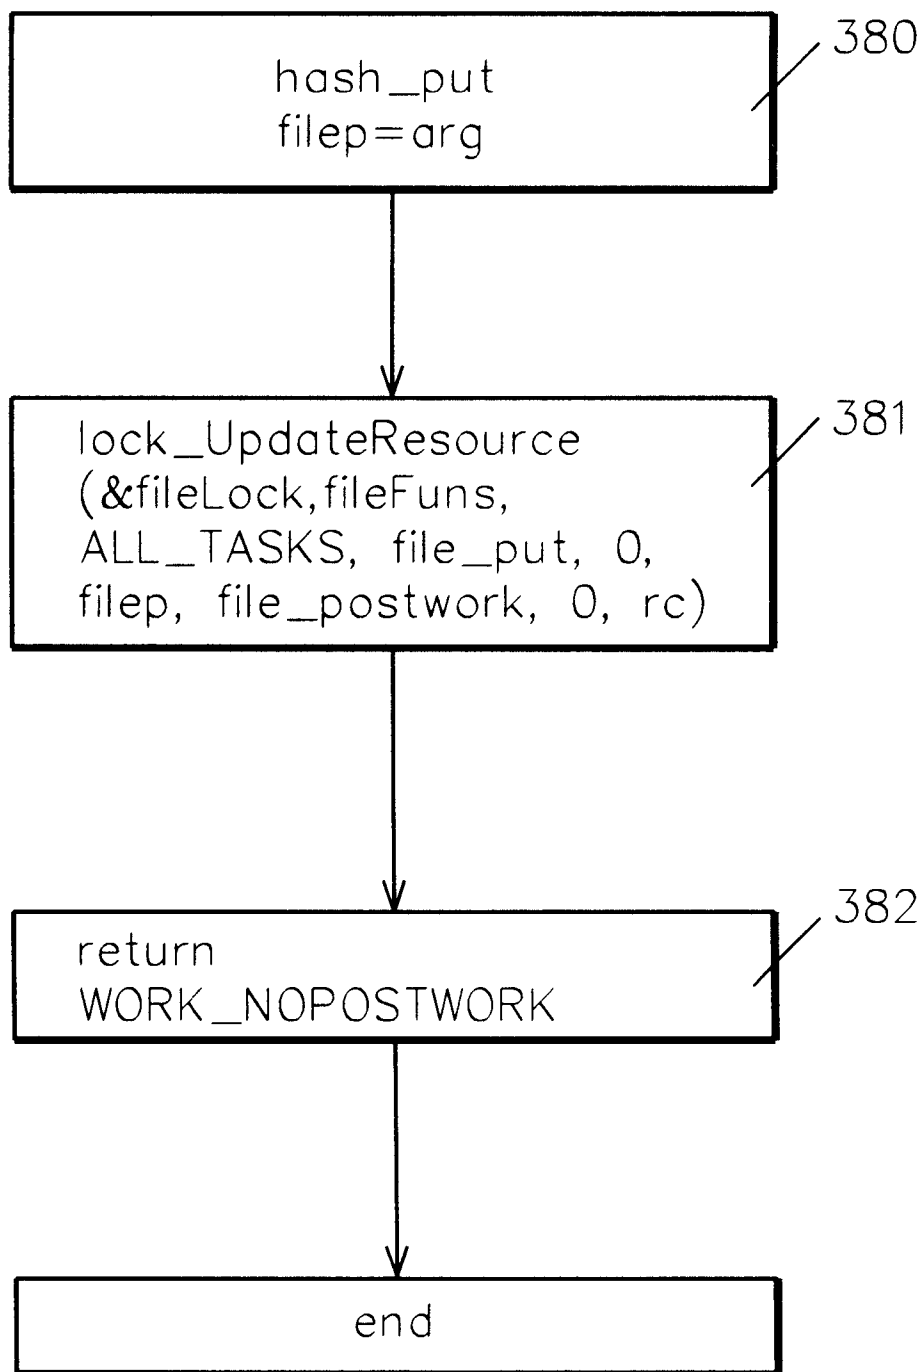 380
hash_put
filep=arg
381
lock_UpdateResource
(&fileLock,fileFuns,
ALL_TASKS, file_put, 0,
filep, file_postwork, 0, rc)
382
return
WORK_NOPOSTWORK
end